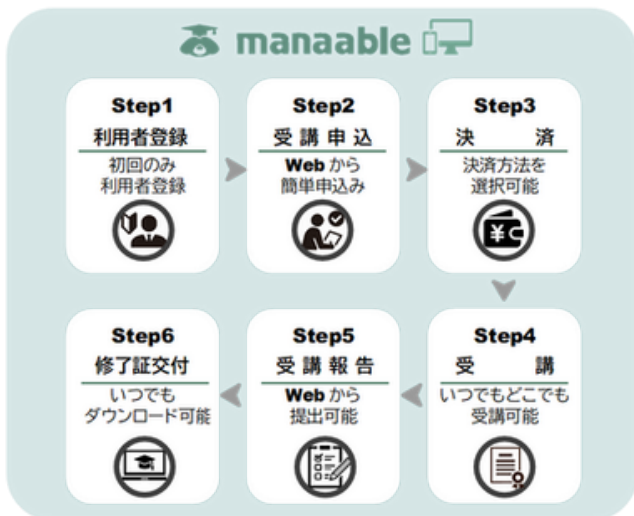 manaable
Step1
利用者登録
初回のみ
利用者登録
Step2
受講申込
Webから
簡単申込み
Step3
決済
決済方法を
選択可能
¥
Step4
受講
いつでもどこでも
受講可能
Step5
受講報告
Webから
提出可能
Step6
修了証交付
いつでも
ダウンロード可能